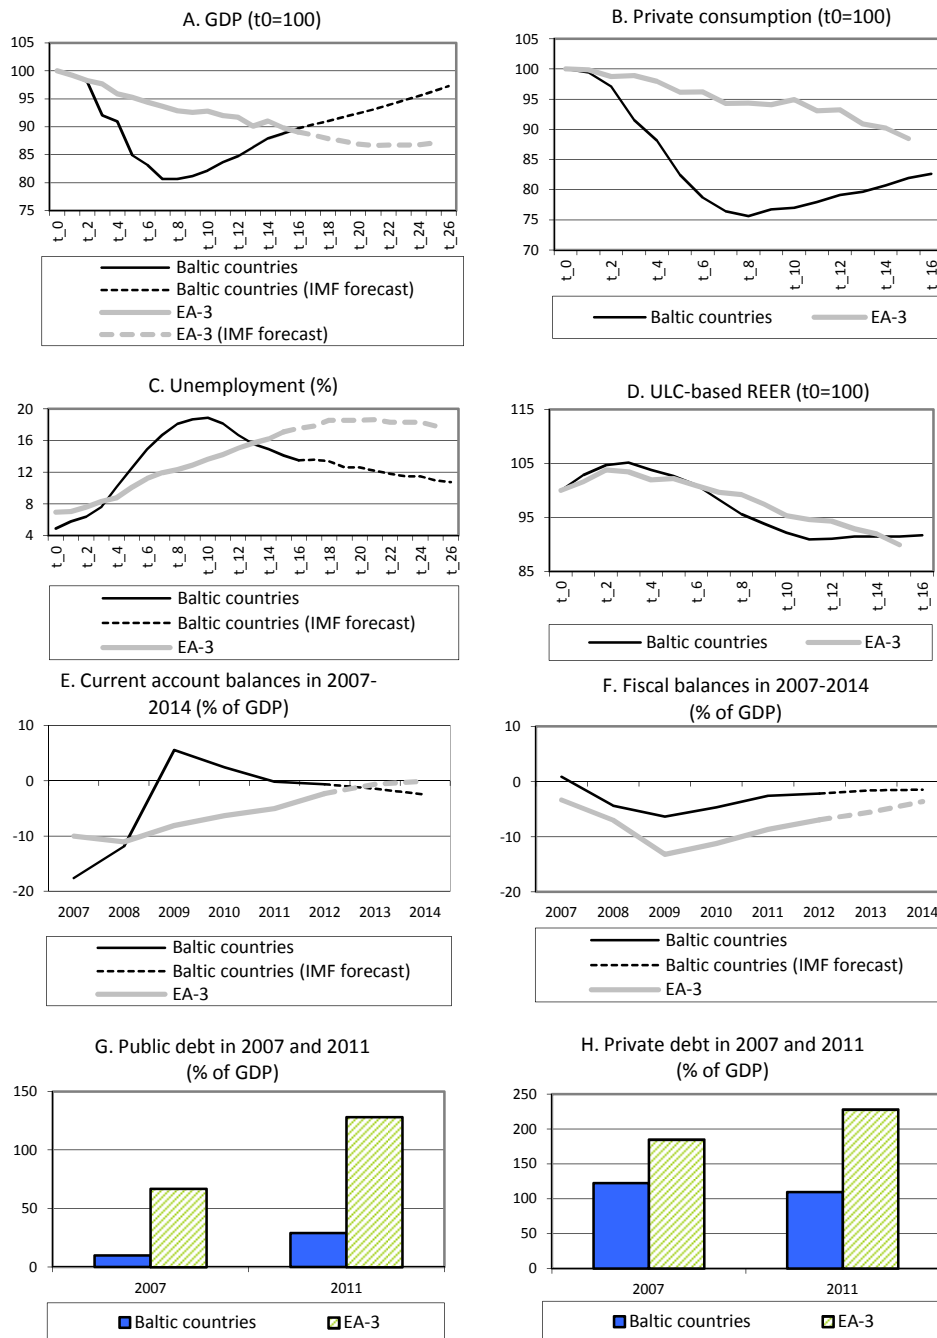 A. GDP (t0=100)
105
100
95
90
85
80
75
t_0
t_2
t_4
t_6
t_8
t_10
t_12
t_14
t_16
t_18
t_20
t_22
t_24
t_26
Baltic countries
Baltic countries (IMF forecast)
EA-3
EA-3 (IMF forecast)
B. Private consumption (t0=100)
105
100
95
90
85
80
75
70
t_0
t_2
t_4
t_6
t_8
t_10
t_12
t_14
t_16
Baltic countries
EA-3
C. Unemployment (%)
20
16
12
8
4
t_0
t_2
t_4
t_6
t_8
t_10
t_12
t_14
t_16
t_18
t_20
t_22
t_24
t_26
Baltic countries
Baltic countries (IMF forecast)
EA-3
D. ULC-based REER (t0=100)
115
105
95
85
t_0
t_2
t_4
t_6
t_8
t_10
t_12
t_14
t_16
Baltic countries
EA-3
E. Current account balances in 2007-
2014 (% of GDP)
10
0
-10
-20
2007 2008 2009 2010 2011 2012 2013 2014
Baltic countries
Baltic countries (IMF forecast)
EA-3
F. Fiscal balances in 2007-2014
(% of GDP)
10
0
-10
-20
2007 2008 2009 2010 2011 2012 2013 2014
Baltic countries
Baltic countries (IMF forecast)
EA-3
G. Public debt in 2007 and 2011
(% of GDP)
150
100
50
0
2007 2011
Baltic countries
EA-3
H. Private debt in 2007 and 2011
(% of GDP)
250
200
150
100
50
0
2007 2011
Baltic countries
EA-3